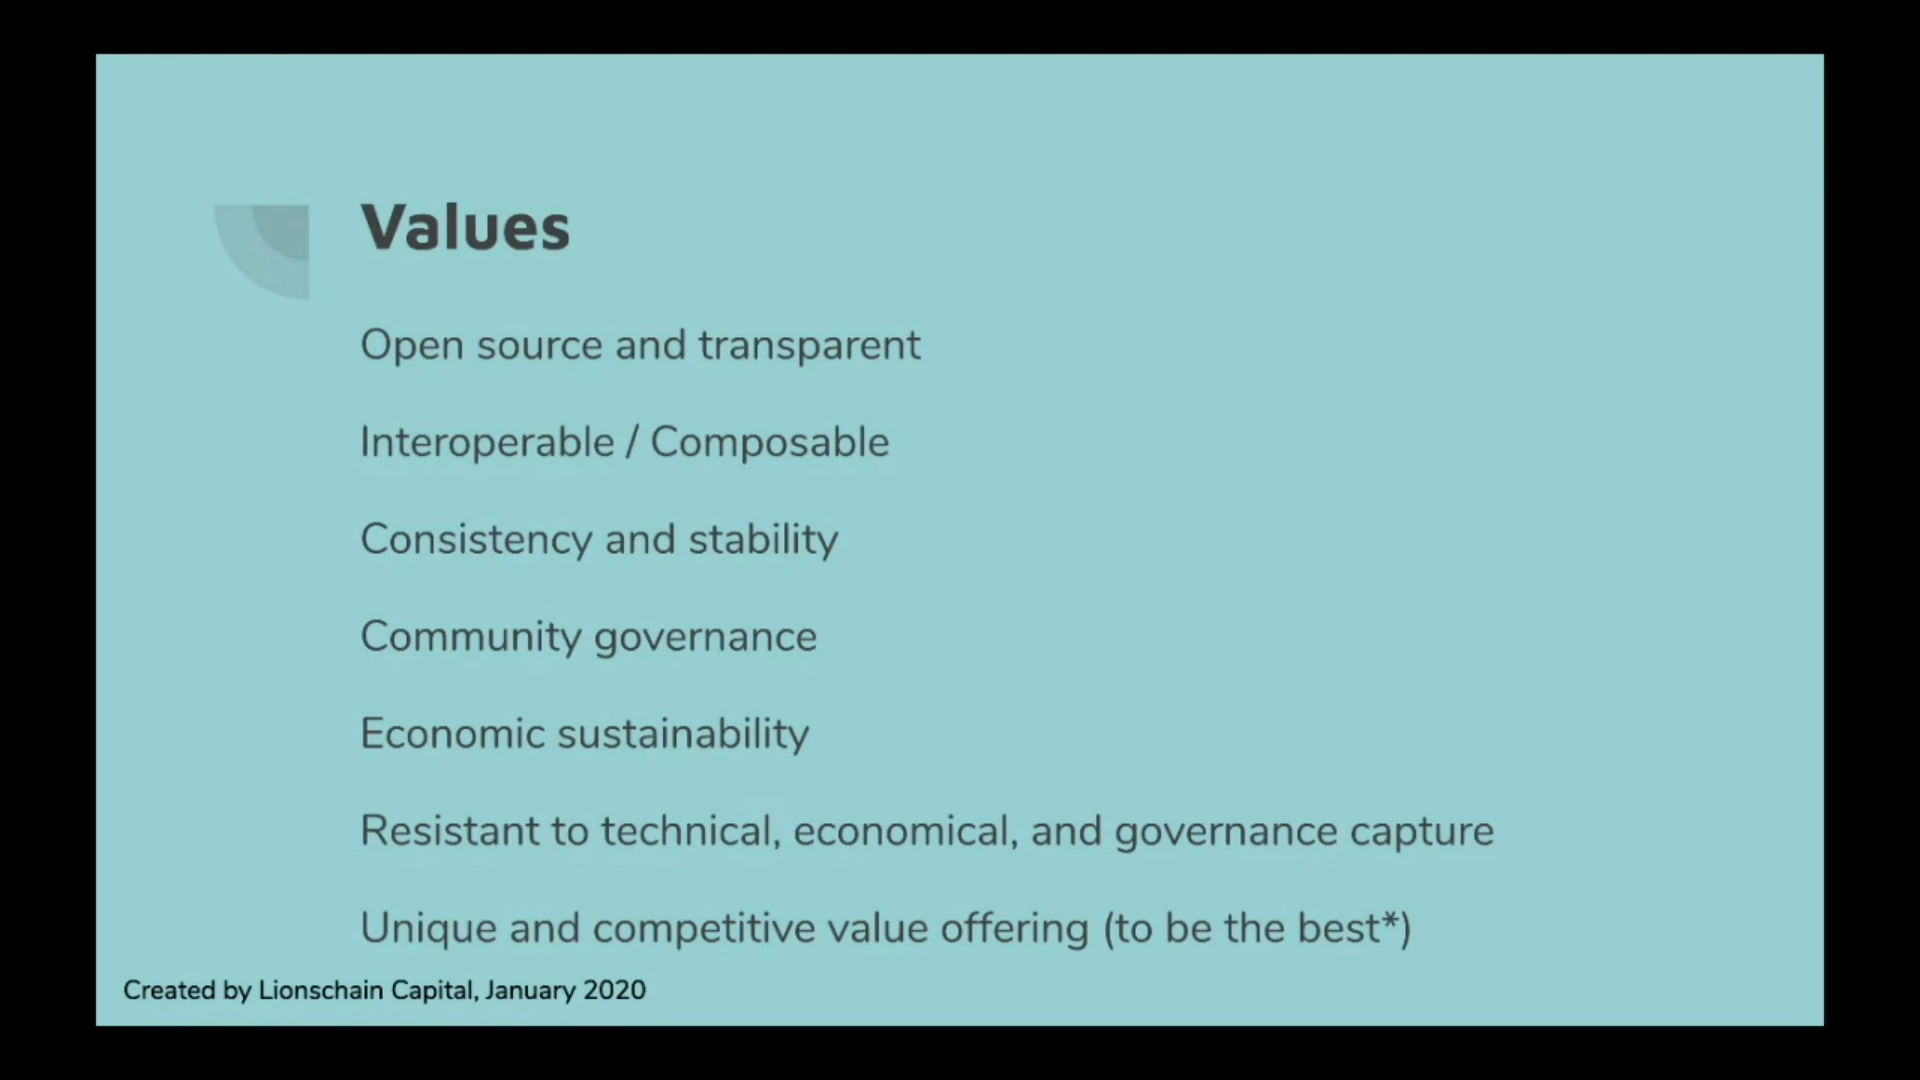 Values
Open source and transparent
Interoperable / Composable
Consistency and stability
Community governance
Economic sustainability
Resistant to technical, economical, and governance capture
Unique and competitive value offering (to be the best*)
Created by Lionschain Capital, January 2020